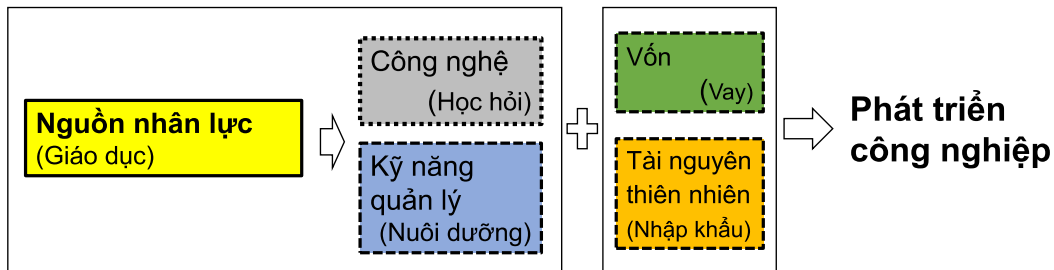 Nguồn nhân lực
(Giáo dục)
Công nghệ
(Học hỏi)
Kỹ năng
quản lý
(Nuôi dưỡng)
Vốn
(Vay)
Tài nguyên
thiên nhiên
(Nhập khẩu)
Phát triển
công nghiệp